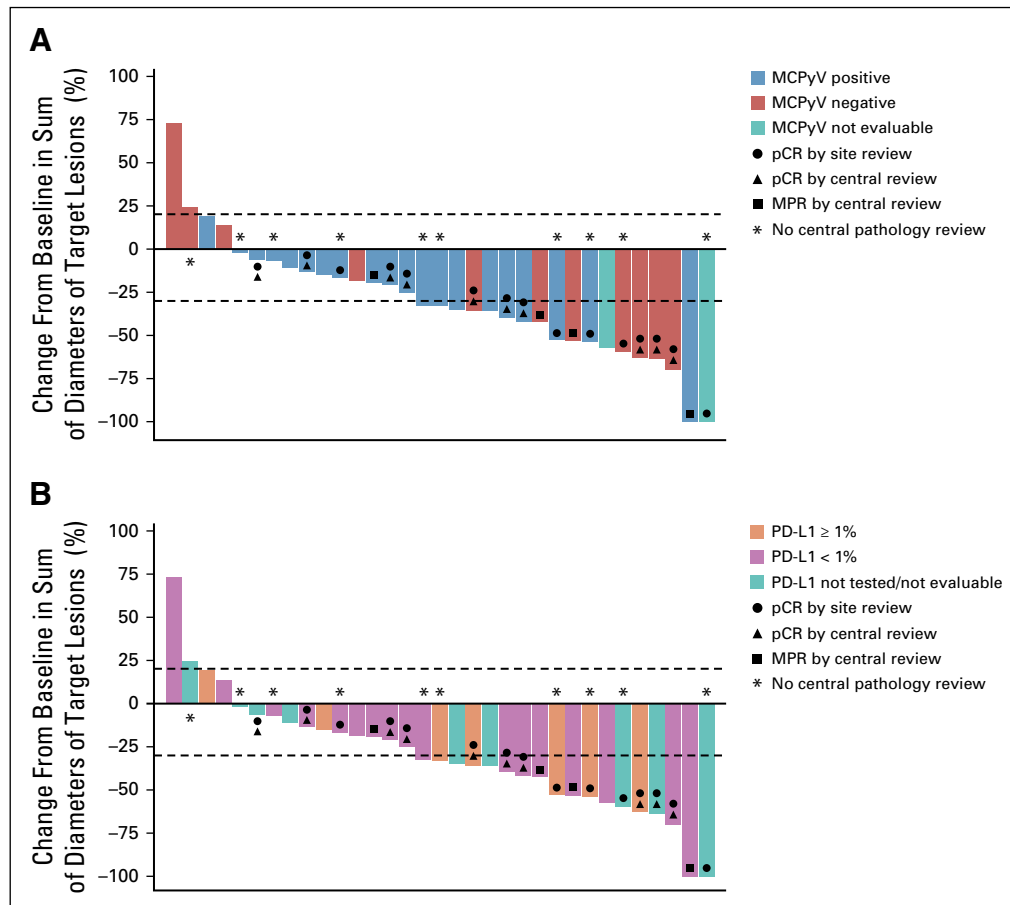 A
Change From Baseline in Sum
of Diameters of Target Lesions (%)
100
75
50
25
0
−25
−50
−75
−100
* * * * * * * * *
*
MCPyV positive
MCPyV negative
MCPyV not evaluable
pCR by site review
pCR by central review
MPR by central review
* No central pathology review
B
Change From Baseline in Sum
of Diameters of Target Lesions (%)
100
75
50
25
0
−25
−50
−75
−100
* * * * * * * * *
*
PD-L1 ≥ 1%
PD-L1 < 1%
PD-L1 not tested/not evaluable
pCR by site review
pCR by central review
MPR by central review
* No central pathology review